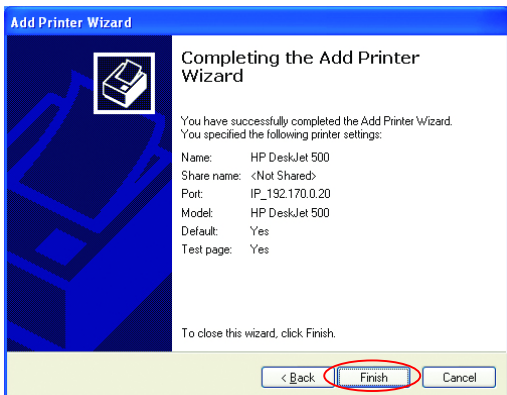 Add Printer Wizard
Completing the Add Printer
Wizard
You have successfully completed the Add Printer Wizard.
You specified the following printer settings:
Name: HP DeskJet 500
Share name: <Not Shared>
Port: IP_192.170.0.20
Model: HP DeskJet 500
Default: Yes
Test page: Yes
To close this wizard, click Finish.
< Back Finish Cancel